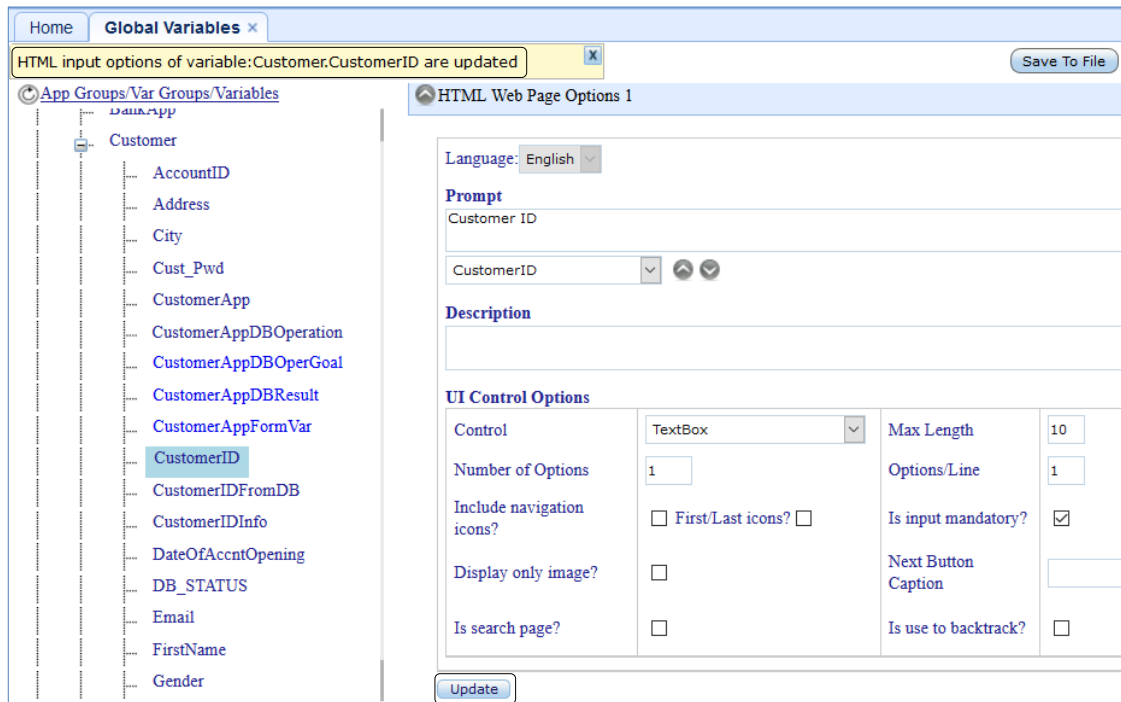 Home
Global Variables ×
HTML input options of variable:Customer.CustomerID are updated
X
Save To File
App Groups/Var Groups/Variables
BankApp
Customer
AccountID
Address
City
Cust_Pwd
CustomerApp
CustomerAppDBOperation
CustomerAppDBOperGoal
CustomerAppDBResult
CustomerAppFormVar
CustomerID
CustomerIDFromDB
CustomerIDInfo
DateOfAccntOpening
DB_STATUS
Email
FirstName
Gender
HTML Web Page Options 1
Language: English
Prompt
Customer ID
CustomerID
Description
UI Control Options
Control TextBox Max Length 10
Number of Options 1 Options/Line 1
Include navigation
icons?
First/Last icons?
Is input mandatory?
Display only image?
Next Button
Caption
Is search page?
Is use to backtrack?
Update